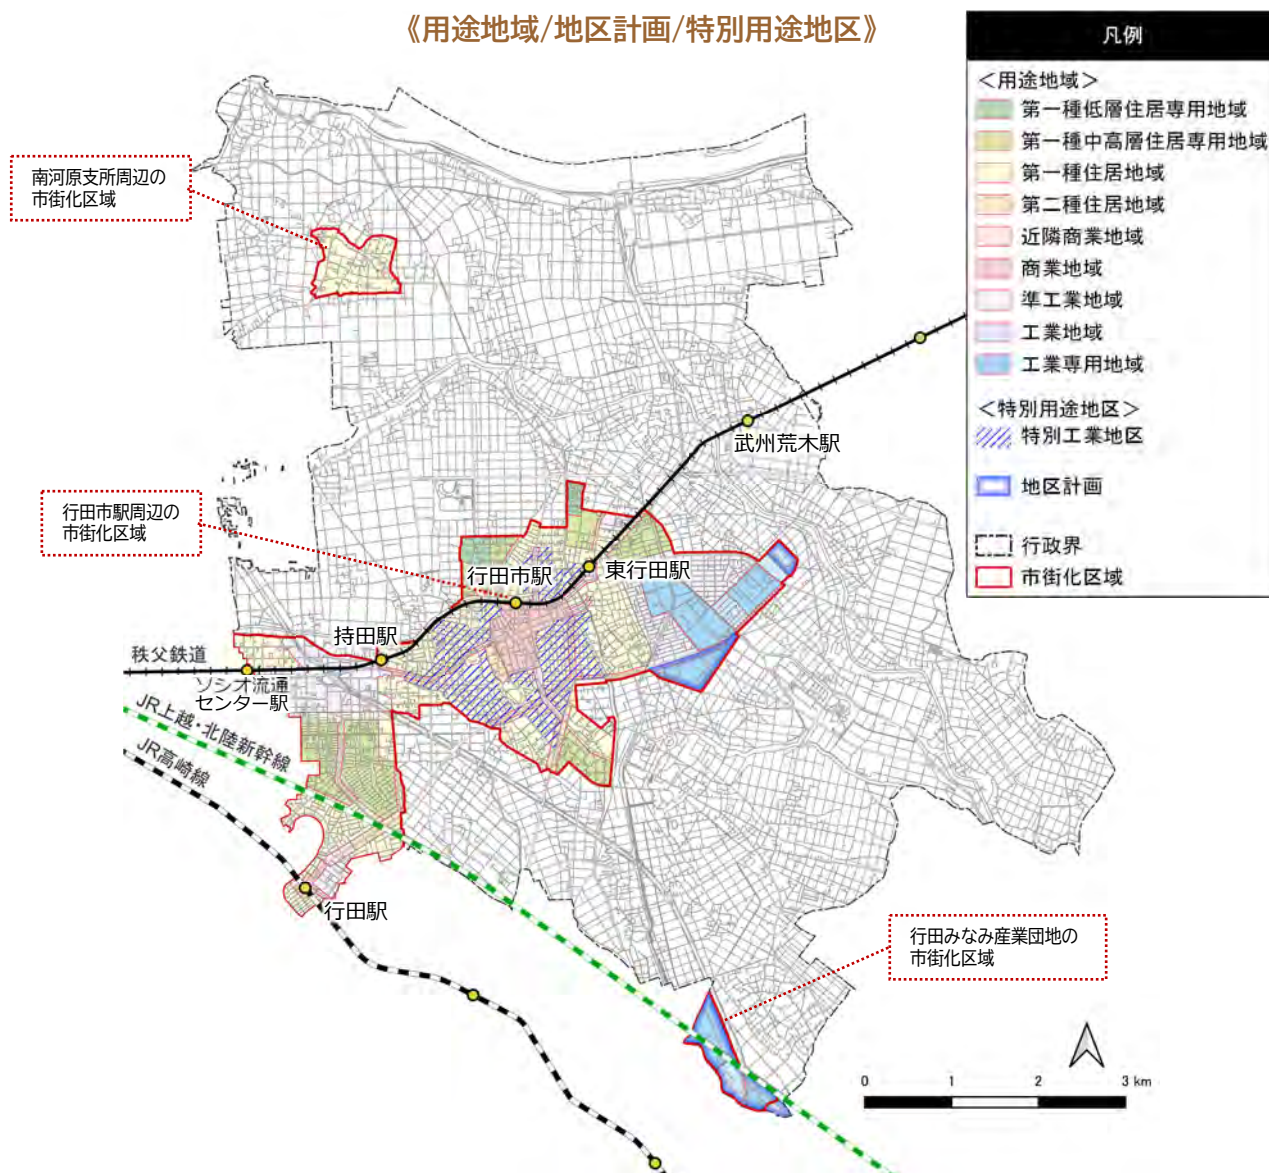 《用途地域/地区計画/特別用途地区》
凡例
＜用途地域＞
第一種低層住居専用地域
第一種中高層住居専用地域
第一種住居地域
第二種住居地域
近隣商業地域
商業地域
準工業地域
工業地域
工業専用地域
＜特別用途地区＞
特別工業地区
地区計画
行政界
市街化区域
南河原支所周辺の
市街化区域
武州荒木駅
行田市駅周辺の
市街化区域
行田市駅
東行田駅
持田駅
秩父鉄道
ソシオ流通
センター駅
JR上越・北陸新幹線
JR高崎線
行田駅
行田みなみ産業団地の
市街化区域
0 1 2 3 km